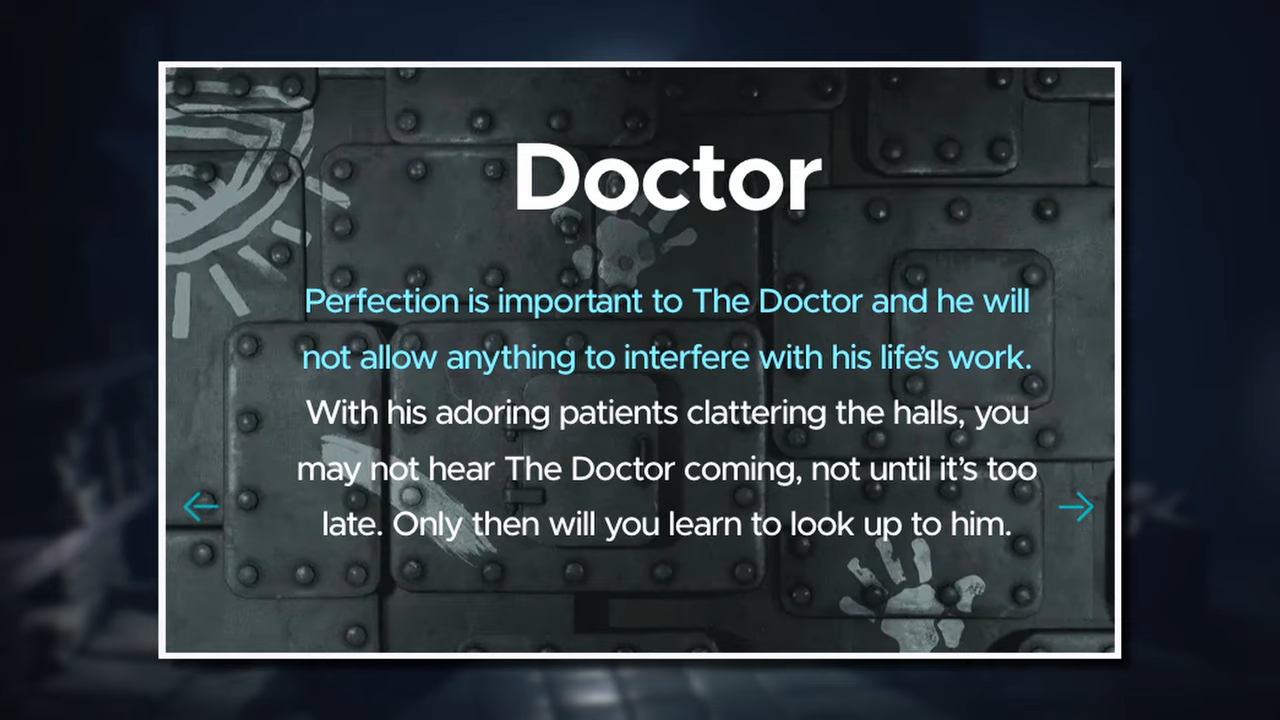 Doctor
Perfection is important to The Doctor and he will
not allow anything to interfere with his life’s work.
With his adoring patients clattering the halls, you
may not hear The Doctor coming, not until it’s too
late. Only then will you learn to look up to him.